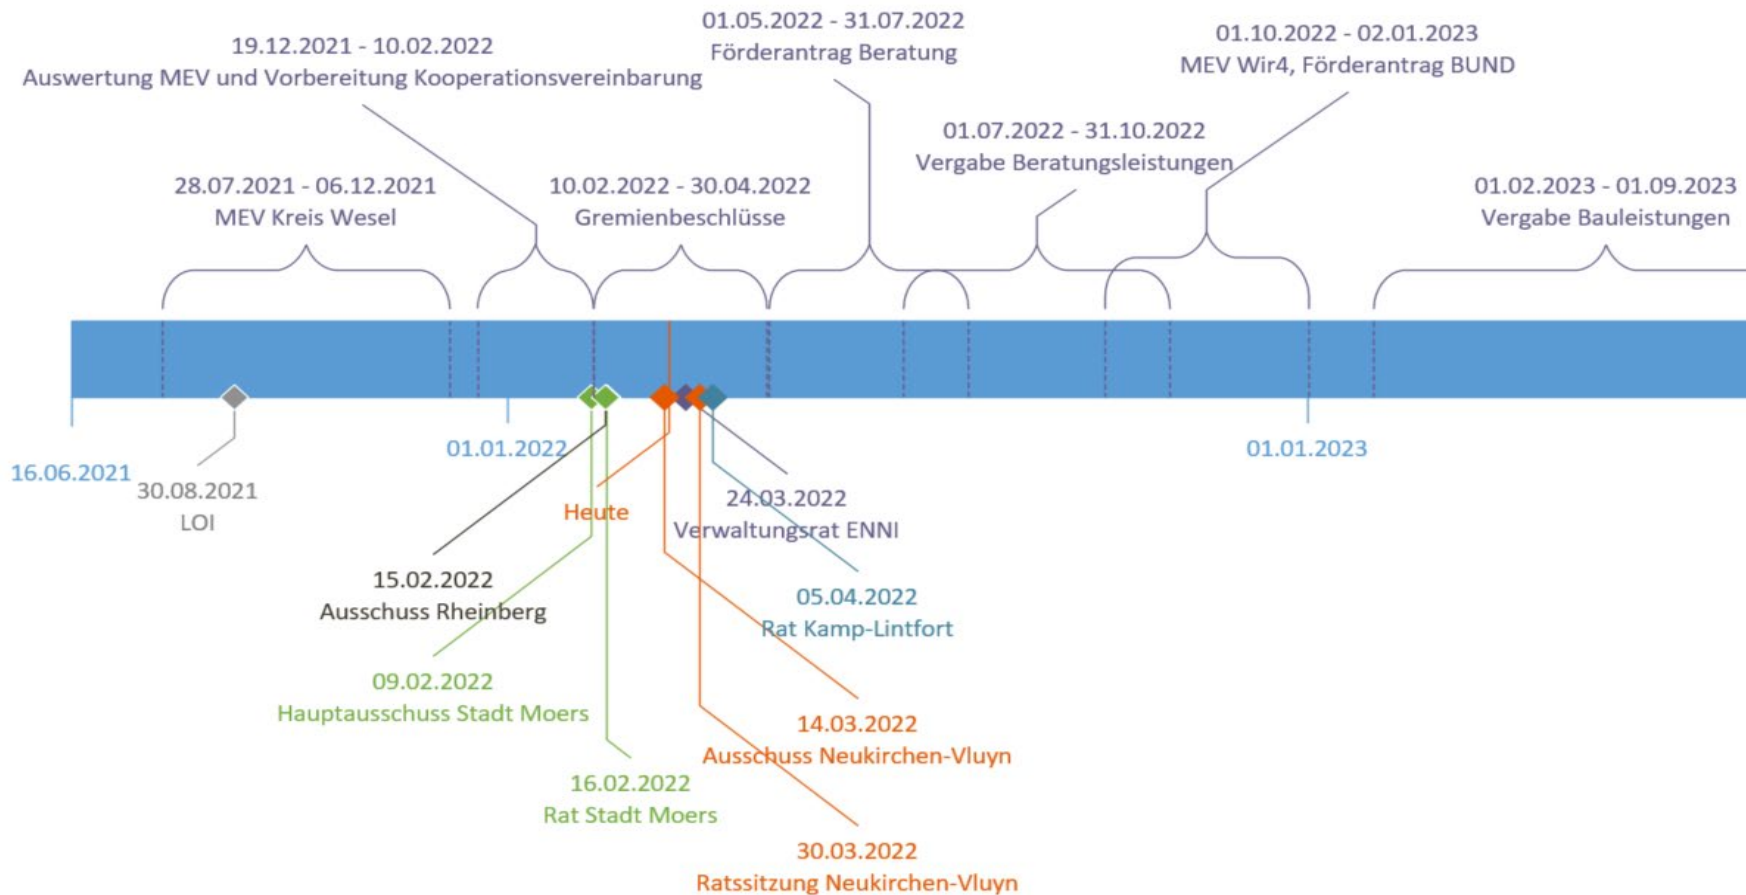 01.05.2022 - 31.07.2022
Förderantrag Beratung
19.12.2021 - 10.02.2022
Auswertung MEV und Vorbereitung Kooperationsvereinbarung
01.10.2022 - 02.01.2023
MEV Wir4, Förderantrag BUND
01.07.2022 - 31.10.2022
Vergabe Beratungsleistungen
28.07.2021 - 06.12.2021
MEV Kreis Wesel
10.02.2022 - 30.04.2022
Gremienbeschlüsse
01.02.2023 - 01.09.2023
Vergabe Bauleistungen
16.06.2021
01.01.2022
01.01.2023
30.08.2021
LOI
Heute
24.03.2022
Verwaltungsrat ENNI
15.02.2022
Ausschuss Rheinberg
05.04.2022
Rat Kamp-Lintfort
09.02.2022
Hauptausschuss Stadt Moers
14.03.2022
Ausschuss Neukirchen-Vluyn
16.02.2022
Rat Stadt Moers
30.03.2022
Ratssitzung Neukirchen-Vluyn